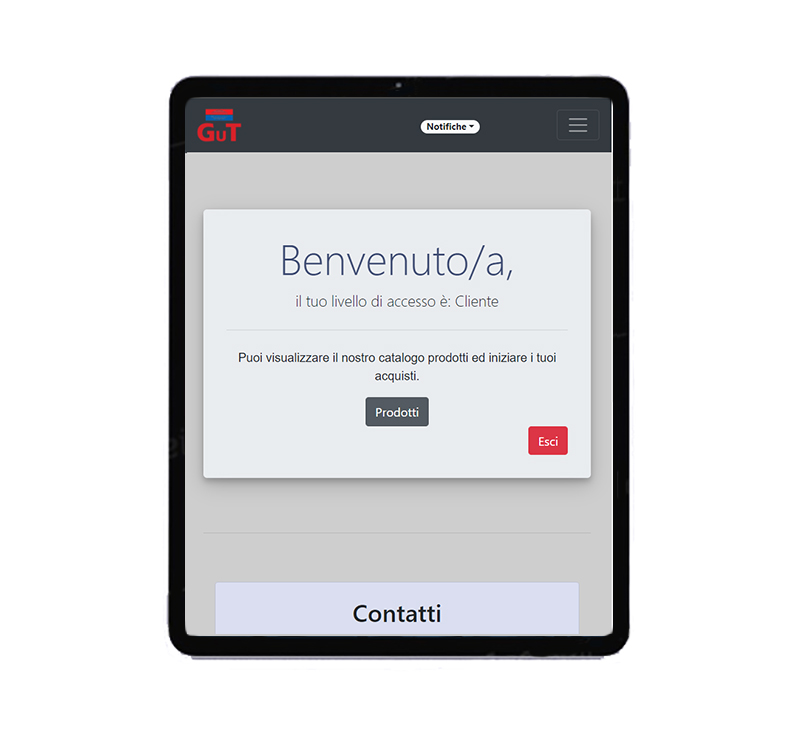 GUT
Notifiche
Benvenuto/a,
il tuo livello di accesso è: Cliente
Puoi visualizzare il nostro catalogo prodotti ed iniziare i tuoi
acquisti.
Prodotti
Esci
Contatti